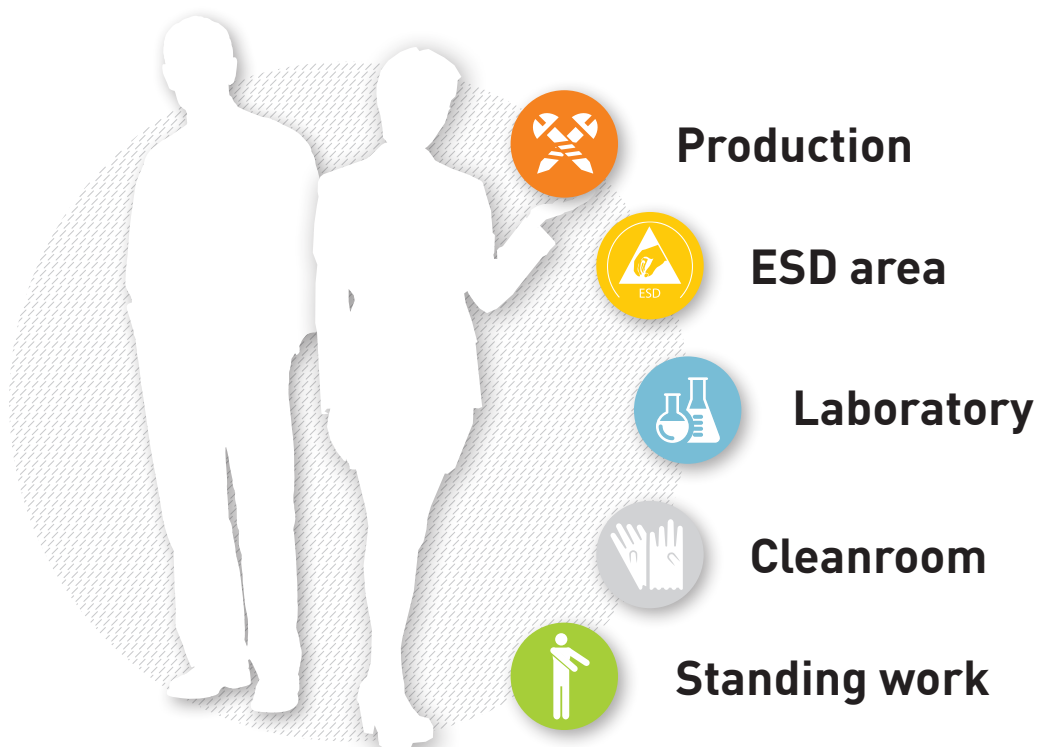 Production
ESD area
ESD
Laboratory
Cleanroom
Standing work